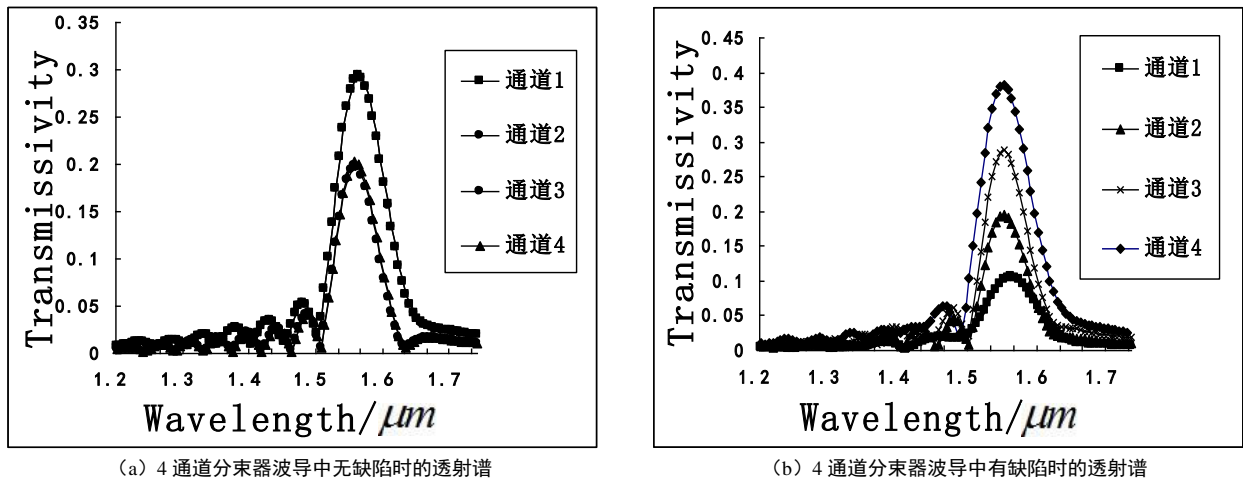 Transmissivity
0.35
0.3
0.25
0.2
0.15
0.1
0.05
0
1.2 1.3 1.4 1.5 1.6 1.7
Wavelength/μm
通道1
通道2
通道3
通道4
(a) 4 通道分束器波导中无缺陷时的透射谱
Transmissivity
0.45
0.4
0.35
0.3
0.25
0.2
0.15
0.1
0.05
0
1.2 1.3 1.4 1.5 1.6 1.7
Wavelength/μm
通道1
通道2
通道3
通道4
(b) 4 通道分束器波导中有缺陷时的透射谱